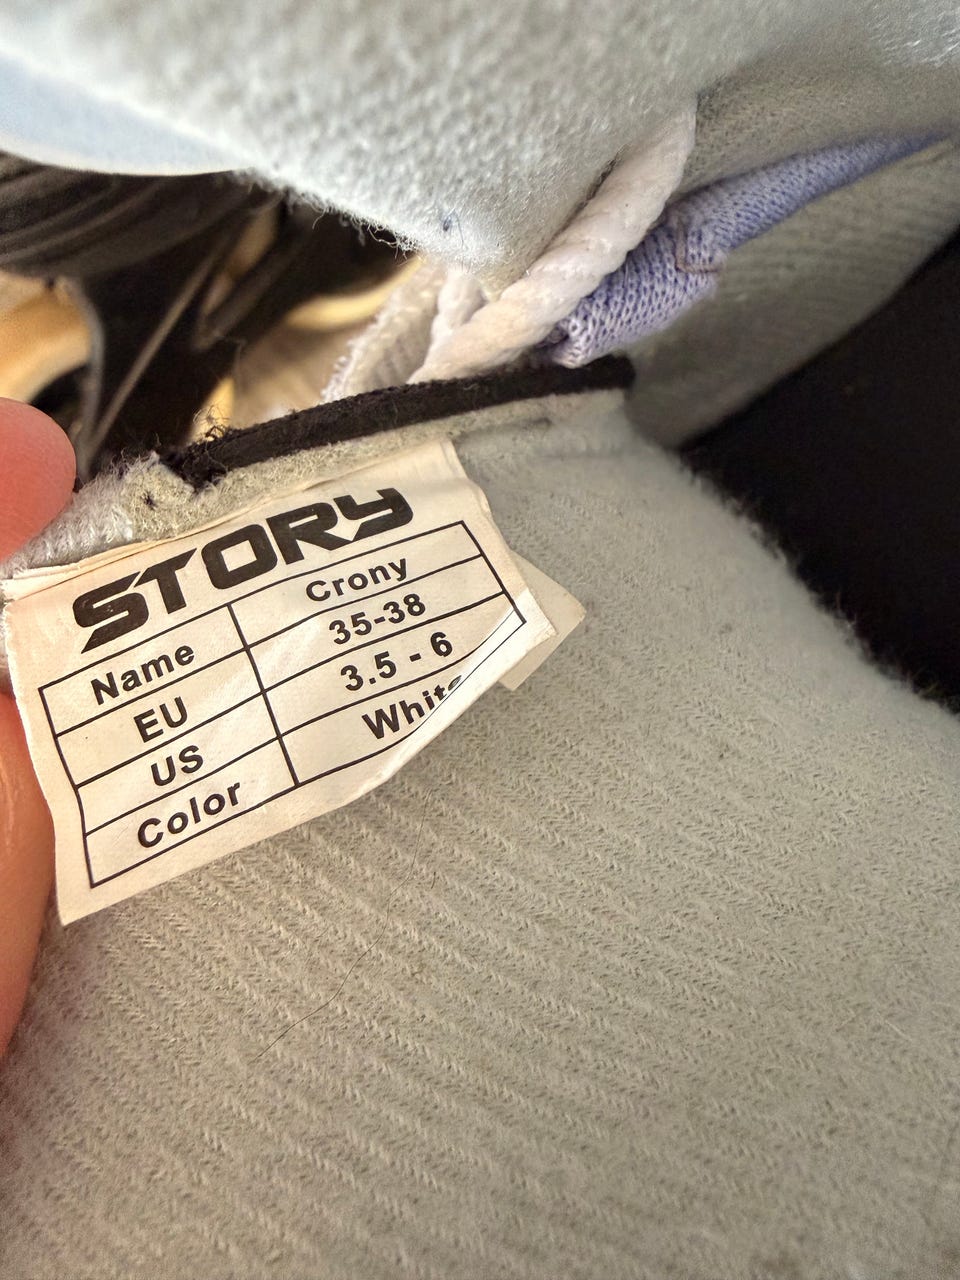 STORY
Name Crony
EU 35-38
US 3.5 - 6
Color White